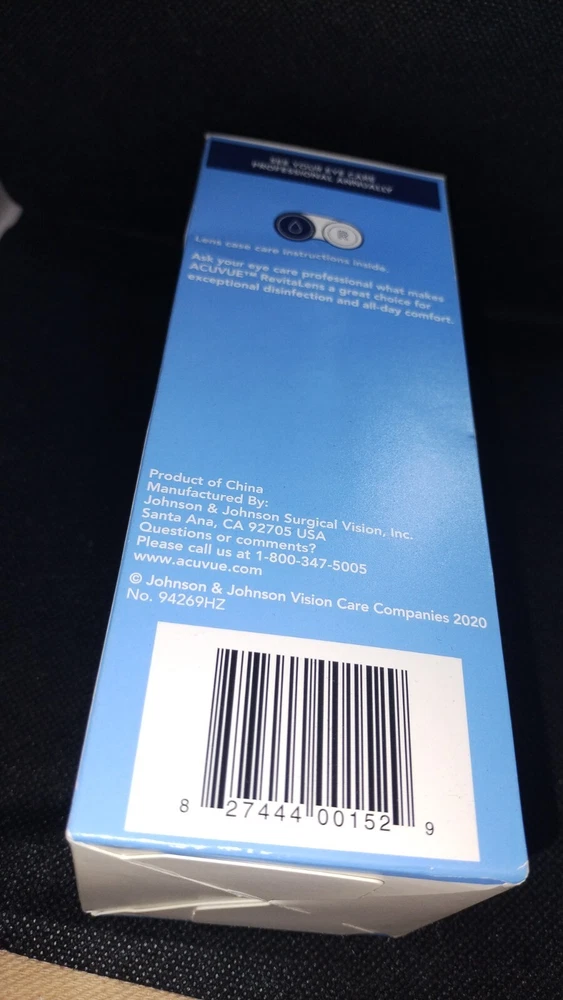 SEE YOUR EYE CARE
PROFESSIONAL ANNUALLY
R
Lens case care instructions inside.
Ask your eye care professional what makes
ACUVUE™ RevitaLens a great choice for
exceptional disinfection and all-day comfort.
Product of China
Manufactured By:
Johnson & Johnson Surgical Vision, Inc.
Santa Ana, CA 92705 USA
Questions or comments?
Please call us at 1-800-347-5005
www.acuvue.com
© Johnson & Johnson Vision Care Companies 2020
No. 94269HZ
8 27444 00152 9